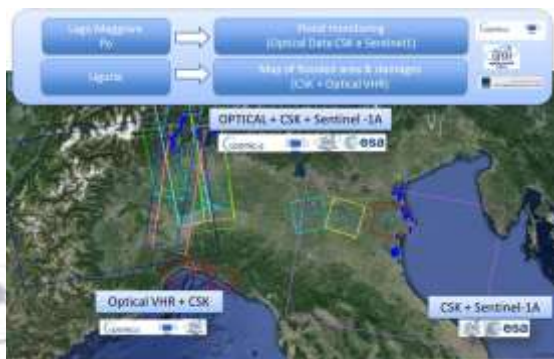 Lago Maggiore
Po
Flood monitoring
(Optical Data CSK e Sentinel1)
Liguria
Map of flooded area & damages
(CSK + Optical VHR)
OPTICAL + CSK + Sentinel -1A
esa
Optical VHR + CSK
CSK + Sentinel-1A
esa